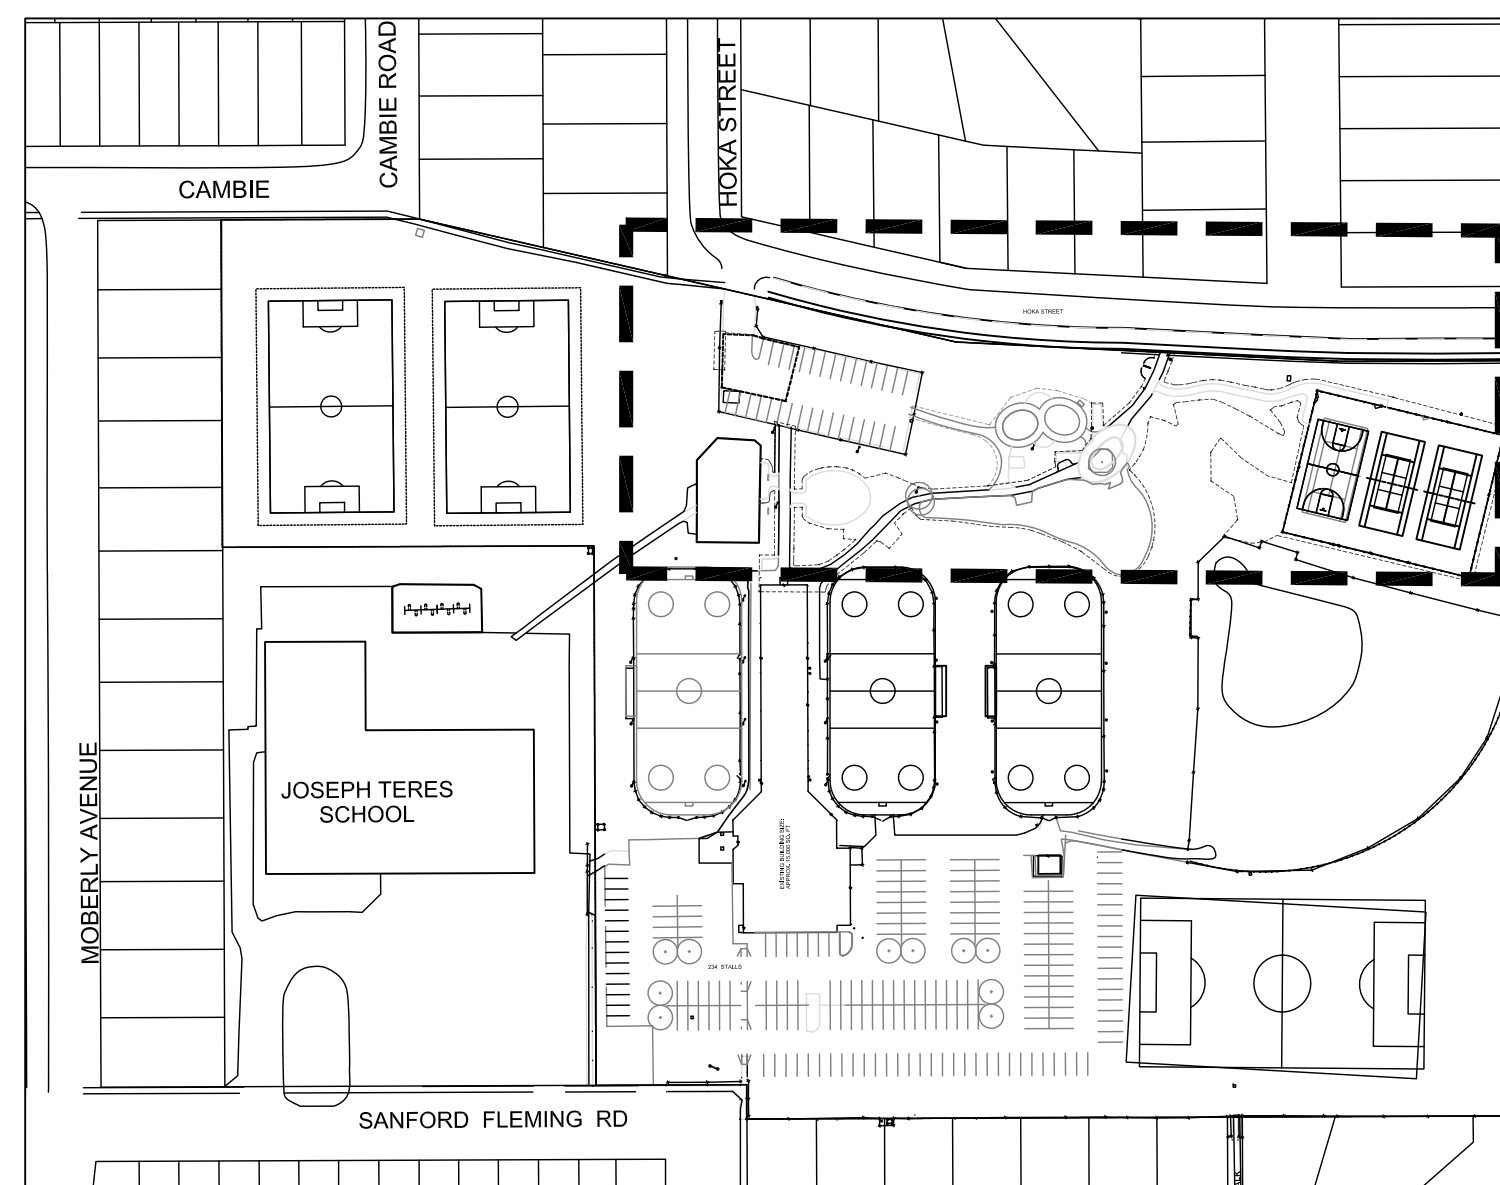 CAMBIE ROAD
HOKA STREET
CAMBIE
HOKA STREET
JOSEPH TERES
SCHOOL
MOBERLY AVENUE
EXISTING BUILDING SIZE:
APPROX. 15,000 SQ. FT
234 STALLS
SANFORD FLEMING RD